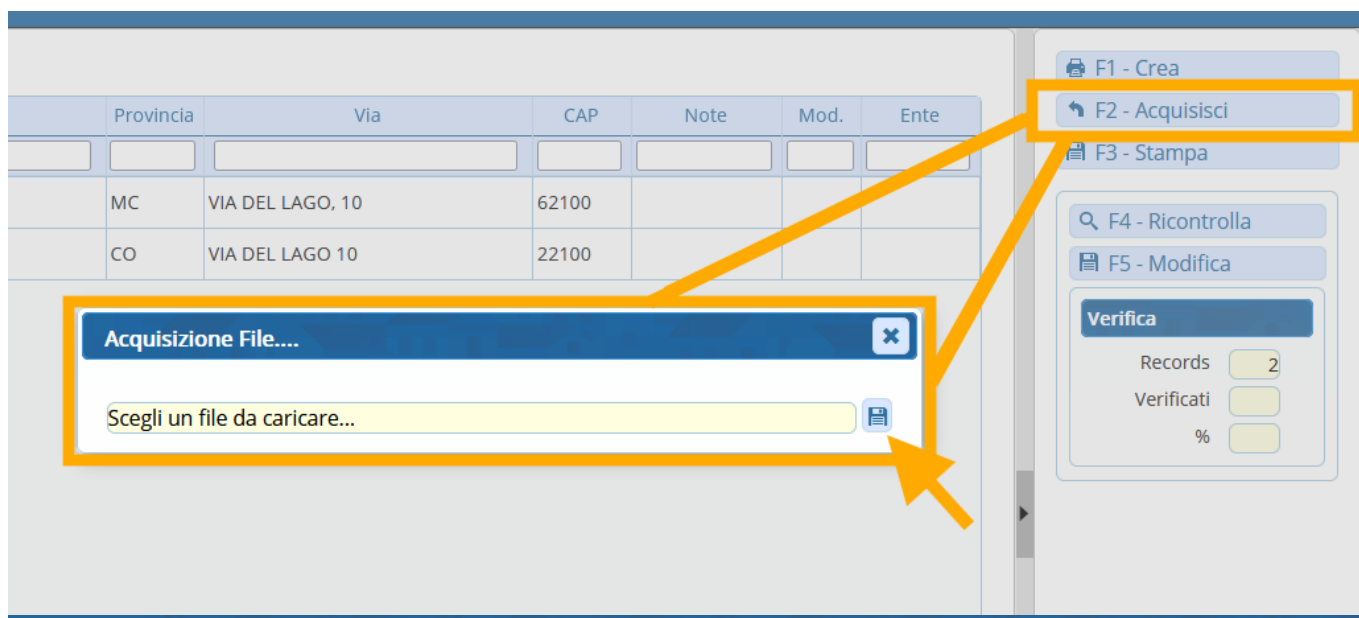 F1 - Crea
Provincia Via CAP Note Mod. Ente
F2 - Acquisisci
F3 - Stampa
MC VIA DEL LAGO, 10 62100
F4 - Ricontrolla
CO VIA DEL LAGO 10 22100
F5 - Modifica
Acquisizione File....
Verifica
Records 2
Verificati
Scegli un file da caricare...
%